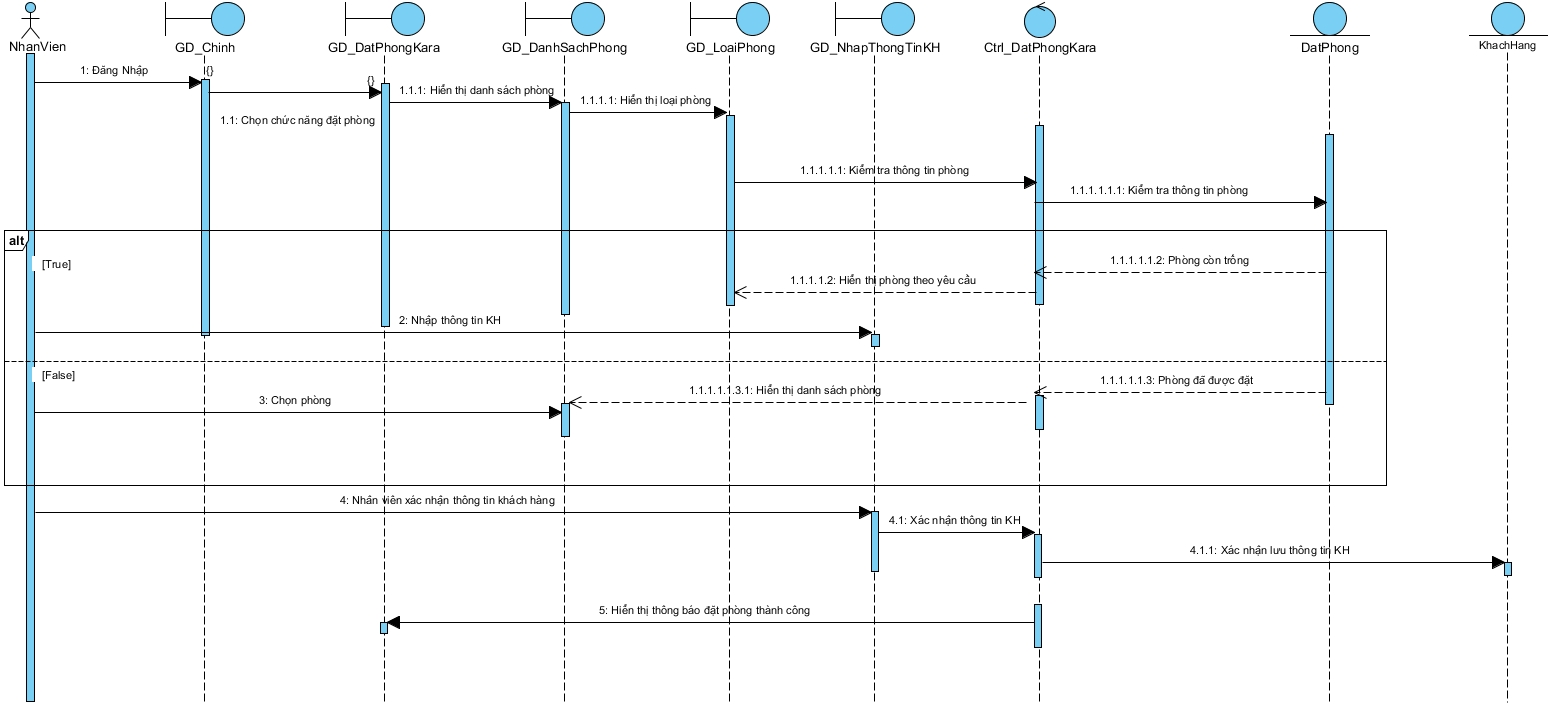 NhanVien
GD_Chinh
GD_DatPhongKara
GD_DanhSachPhong
GD_LoaiPhong
GD_NhapThongTinKH
Ctrl_DatPhongKara
DatPhong
KhachHang
1: Đăng Nhập
{}
{}
1.1: Chọn chức năng đặt phòng
1.1.1: Hiển thị danh sách phòng
1.1.1.1: Hiển thị loại phòng
1.1.1.1.1: Kiểm tra thông tin phòng
1.1.1.1.1.1: Kiểm tra thông tin phòng
alt
[True]
1.1.1.1.1.2: Phòng còn trống
1.1.1.1.2: Hiển thị phòng theo yêu cầu
2: Nhập thông tin KH
[False]
1.1.1.1.1.3: Phòng đã được đặt
1.1.1.1.1.3.1: Hiển thị danh sách phòng
3: Chọn phòng
4: Nhân viên xác nhận thông tin khách hàng
4.1: Xác nhận thông tin KH
4.1.1: Xác nhận lưu thông tin KH
5: Hiển thị thông báo đặt phòng thành công